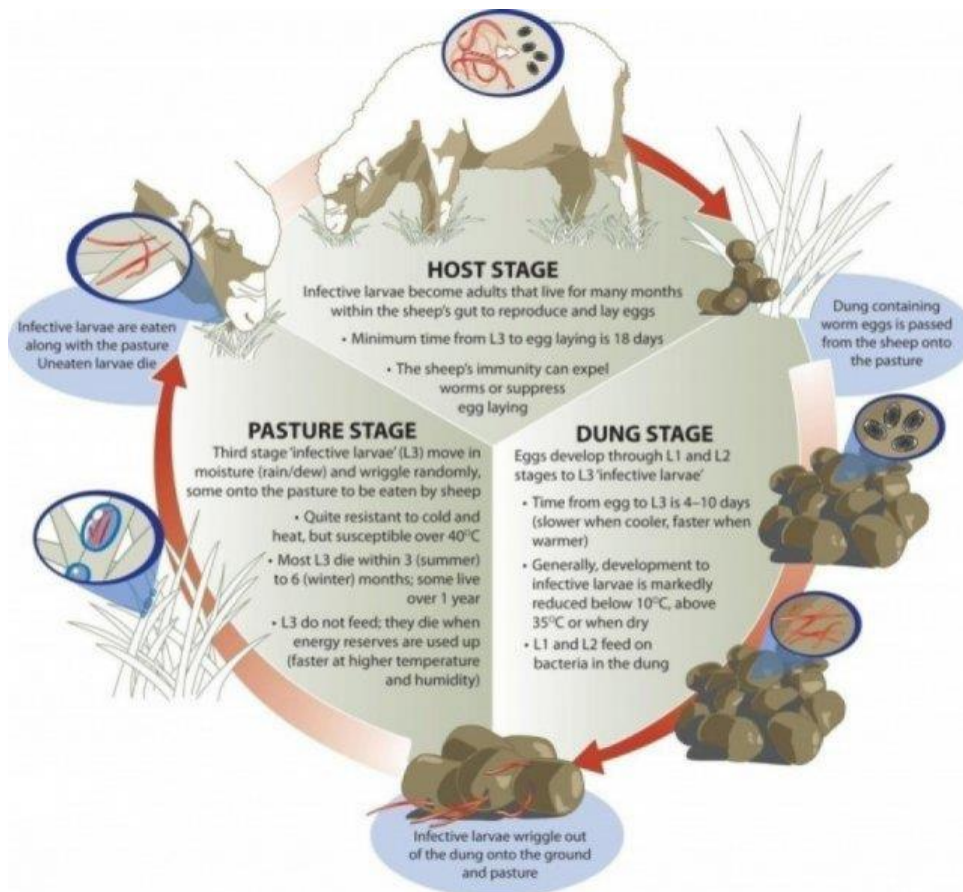 HOST STAGE
Infective larvae become adults that live for many months
within the sheep's gut to reproduce and lay eggs
• Minimum time from L3 to egg laying is 18 days
• The sheep's immunity can expel
worms or suppress
egg laying
Dung containing
worm eggs is passed
from the sheep onto
the pasture
DUNG STAGE
Eggs develop through L1 and L2
stages to L3 'infective larvae'
• Time from egg to L3 is 4–10 days
(slower when cooler, faster when
warmer)
• Generally, development to
infective larvae is markedly
reduced below 10°C, above
35°C or when dry
• L1 and L2 feed on
bacteria in the dung
Infective larvae wriggle out
of the dung onto the ground
and pasture
PASTURE STAGE
Third stage 'infective larvae' (L3) move in
moisture (rain/dew) and wriggle randomly,
some onto the pasture to be eaten by sheep
• Quite resistant to cold and
heat, but susceptible over 40°C
• Most L3 die within 3 (summer)
to 6 (winter) months; some live
over 1 year
• L3 do not feed; they die when
energy reserves are used up
(faster at higher temperature
and humidity)
Infective larvae are eaten
along with the pasture
Uneaten larvae die